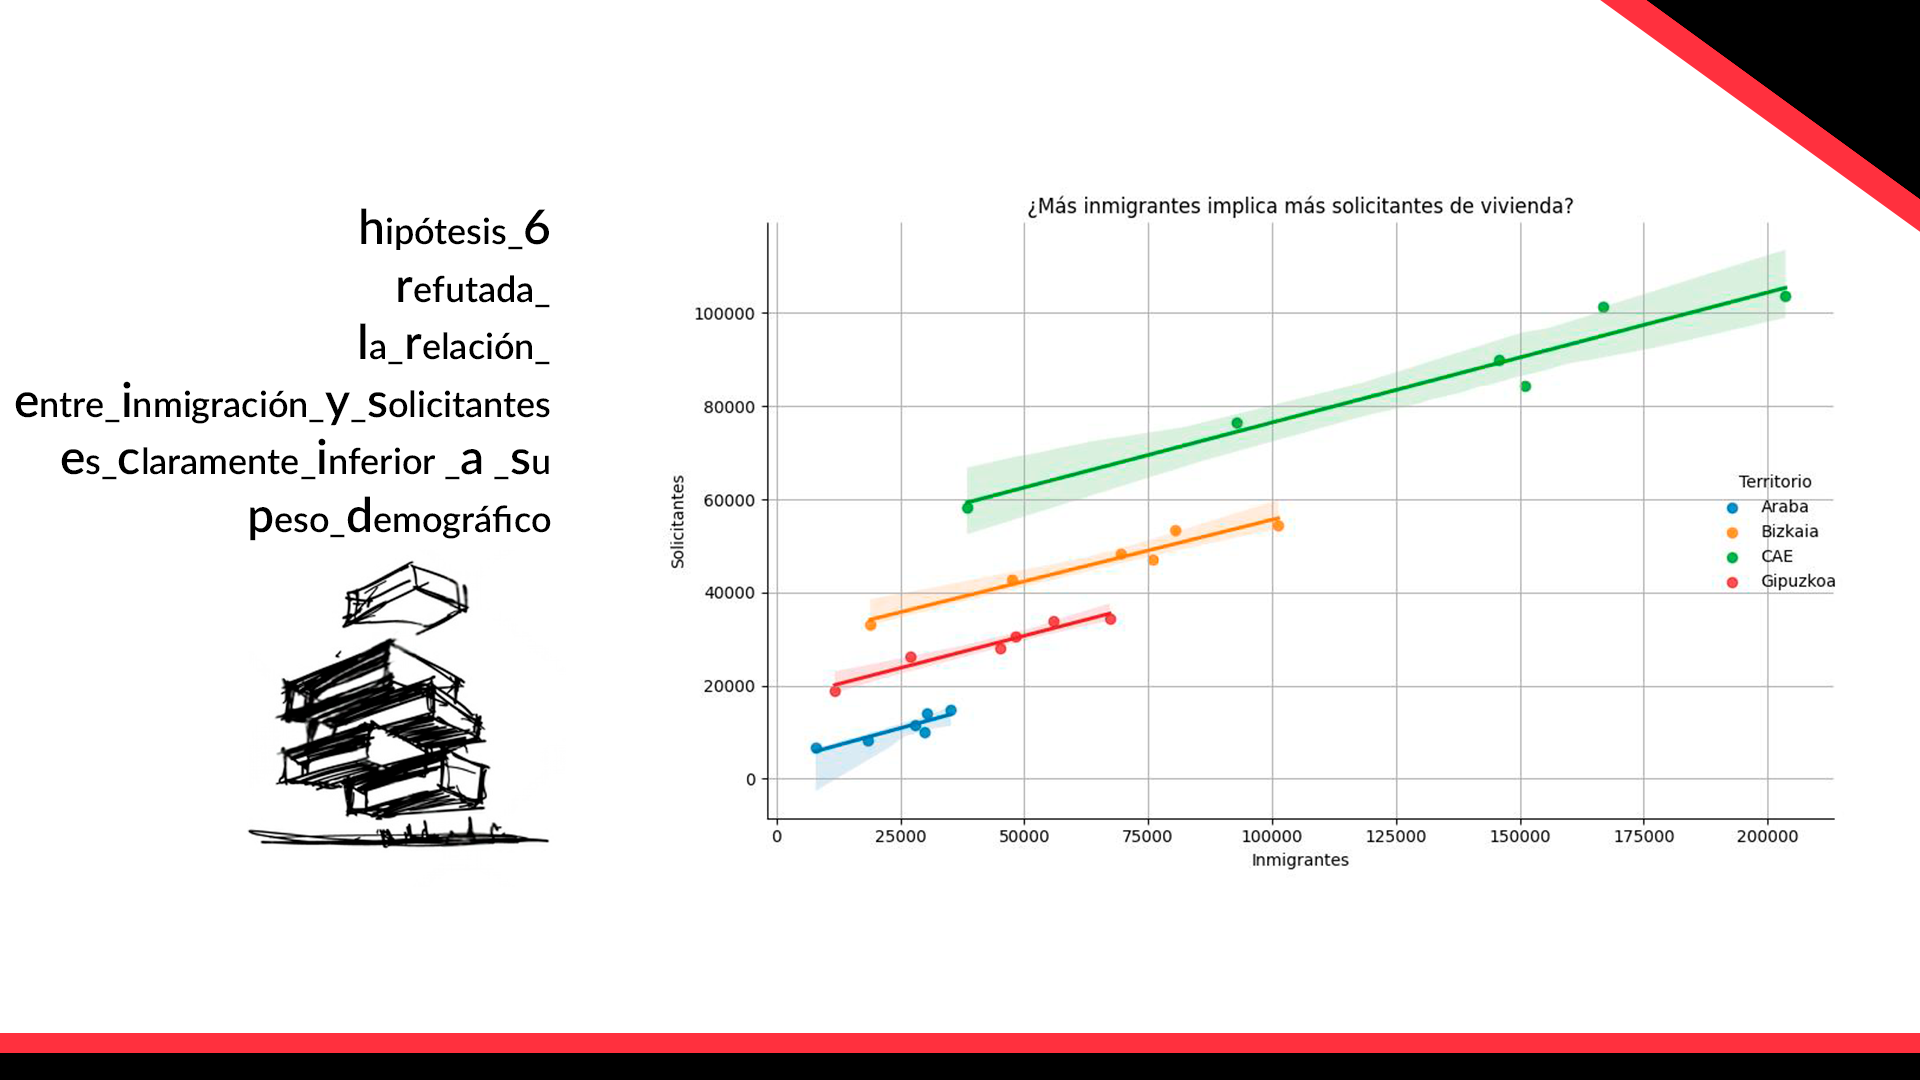 hipótesis_6
refutada_
la_relación_
entre_inmigración_y_solicitantes
es_claramente_inferior _a _su
peso_demográfico
¿Más inmigrantes implica más solicitantes de vivienda?
Solicitantes
100000
80000
60000
40000
20000
0
Territorio
Araba
Bizkaia
CAE
Gipuzkoa
0 25000 50000 75000 100000 125000 150000 175000 200000
Inmigrantes